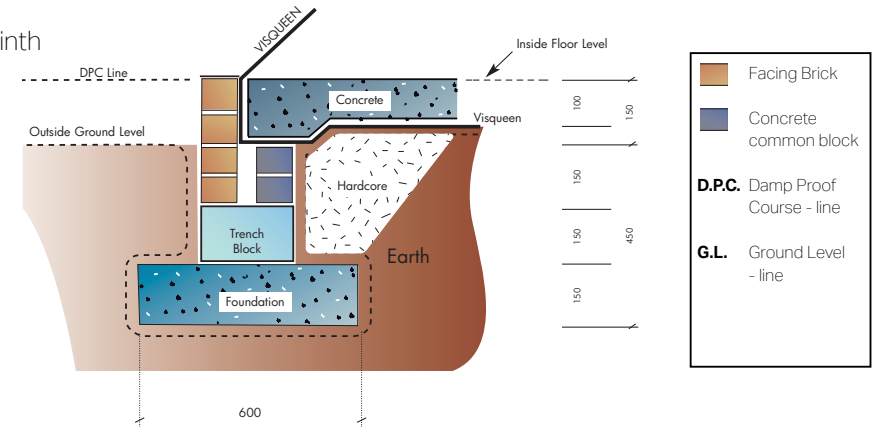 inth
VISQUEEN
Inside Floor Level
DPC Line
Concrete
100
150
Visqueen
Outside Ground Level
Hardcore
150
Trench
Block
150
450
Earth
Foundation
150
600
Facing Brick
Concrete
common block
D.P.C. Damp Proof
Course - line
G.L. Ground Level
- line